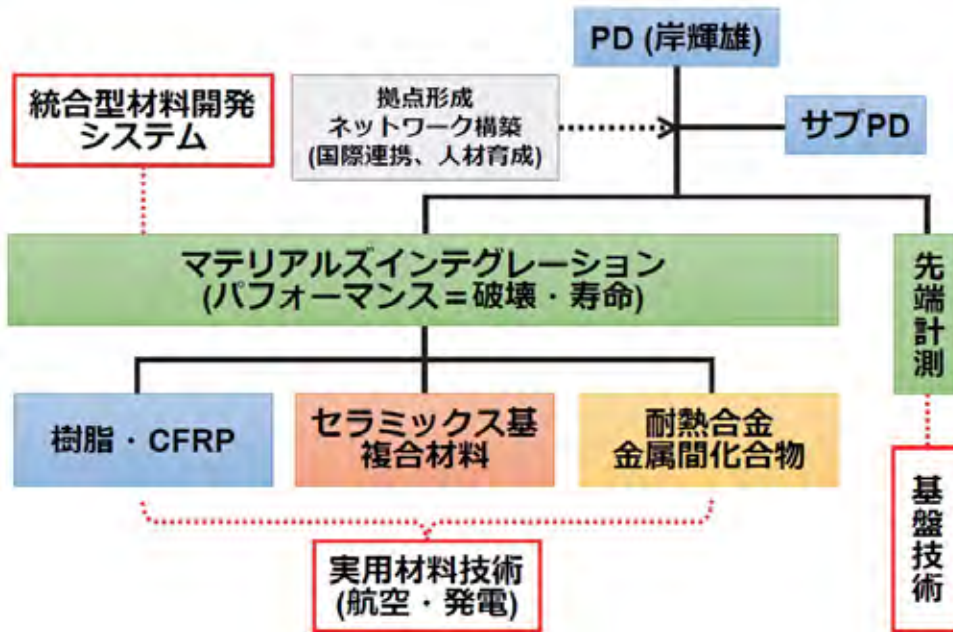 PD (岸輝雄)
統合型材料開発
システム
拠点形成
ネットワーク構築
(国際連携、人材育成)
サブPD
マテリアルズインテグレーション
(パフォーマンス＝破壊・寿命)
先端計測
樹脂・CFRP
セラミックス基
複合材料
耐熱合金
金属間化合物
実用材料技術
(航空・発電)
基盤技術